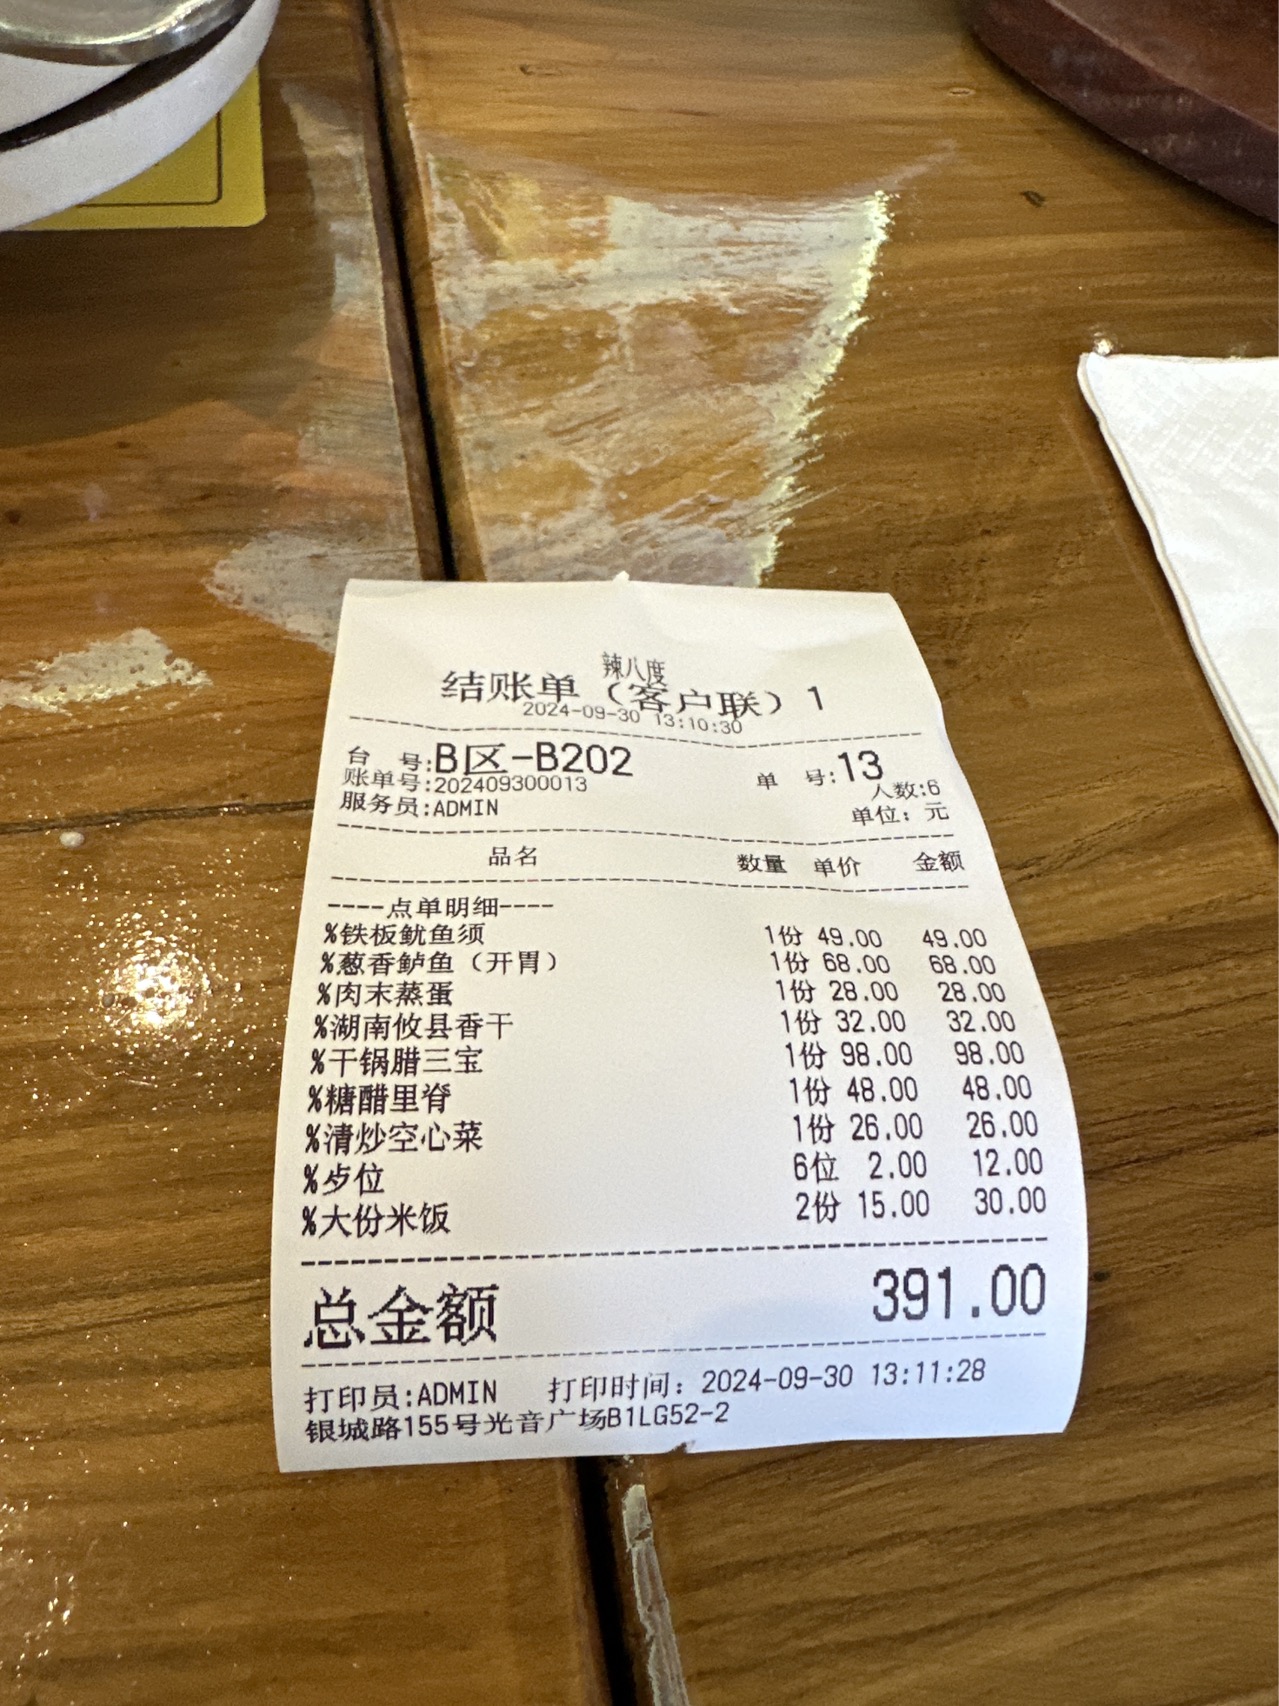 辣八度
结账单（客户联）1
2024-09-30 13:10:30
台 号:B区-B202 单 号:13
账单号:202409300013 人数:6
服务员:ADMIN 单位: 元
品名 数量 单价 金额
----点单明细----
%铁板鱿鱼须 1份 49.00 49.00
%葱香鲈鱼（开胃） 1份 68.00 68.00
%肉末蒸蛋 1份 28.00 28.00
%湖南攸县香干 1份 32.00 32.00
%干锅腊三宝 1份 98.00 98.00
%糖醋里脊 1份 48.00 48.00
%清炒空心菜 1份 26.00 26.00
%歺位 6位 2.00 12.00
%大份米饭 2份 15.00 30.00
总金额 391.00
打印员:ADMIN 打印时间: 2024-09-30 13:11:28
银城路155号光音广场B1LG52-2